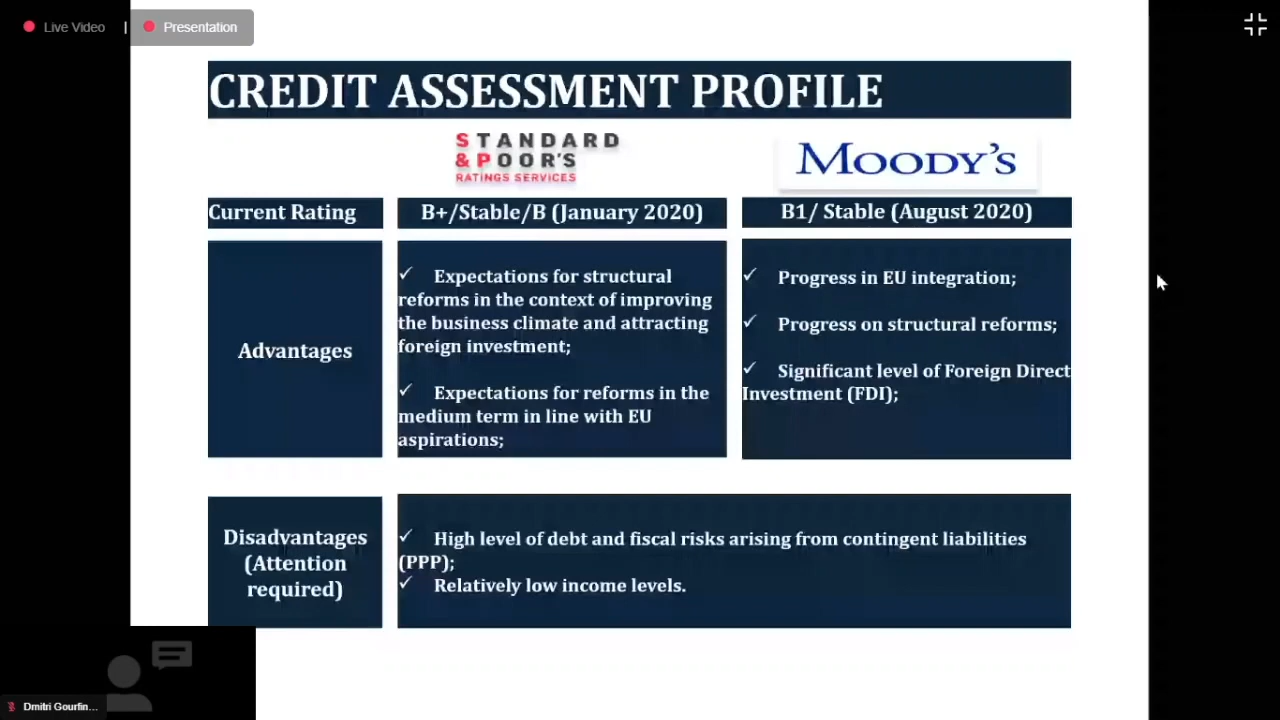 Live Video | Presentation
CREDIT ASSESSMENT PROFILE
STANDARD
& POOR'S
RATINGS SERVICES
MOODY'S
Current Rating
B+/Stable/B (January 2020)
B1/ Stable (August 2020)
Advantages
✓ Expectations for structural
reforms in the context of improving
the business climate and attracting
foreign investment;
✓ Expectations for reforms in the
medium term in line with EU
aspirations;
✓ Progress in EU integration;
✓ Progress on structural reforms;
✓ Significant level of Foreign Direct
Investment (FDI);
Disadvantages
(Attention
required)
✓ High level of debt and fiscal risks arising from contingent liabilities
(PPP);
✓ Relatively low income levels.
Dmitri Gourfin...